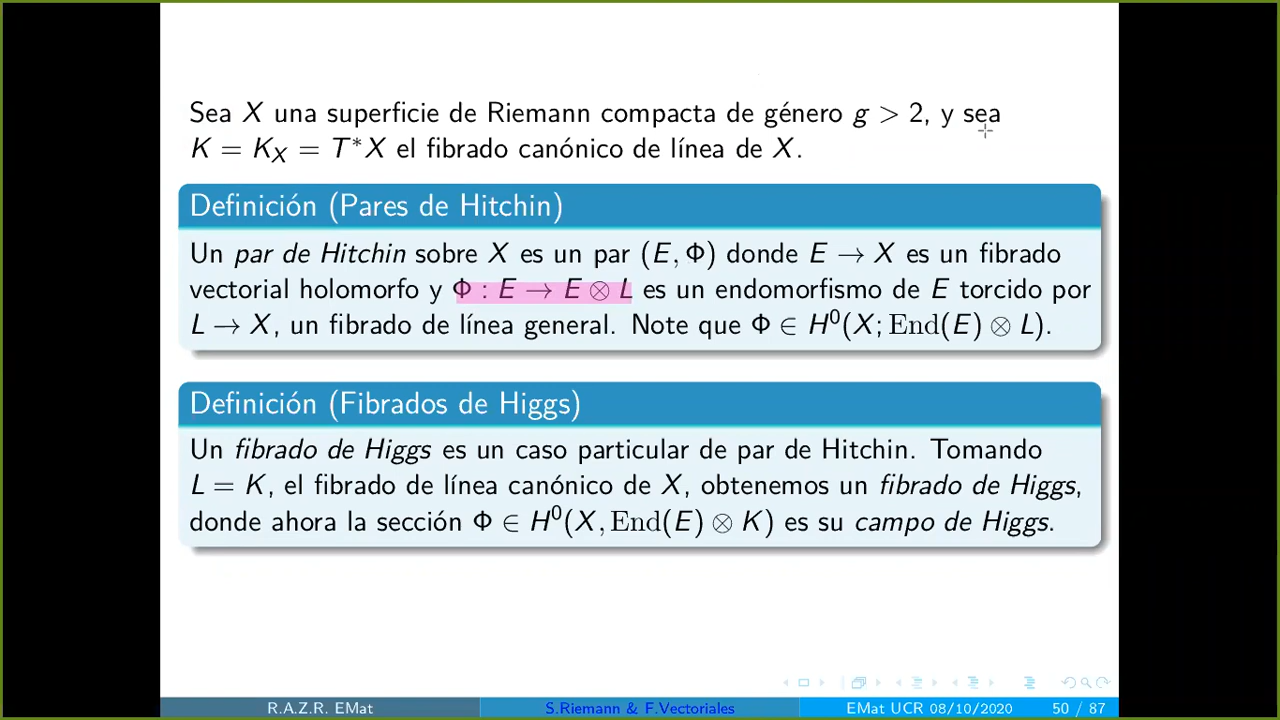 Sea X una superficie de Riemann compacta de género g > 2, y sea
K = K_X = T*X el fibrado canónico de línea de X.
Definición (Pares de Hitchin)
Un par de Hitchin sobre X es un par (E, Φ) donde E → X es un fibrado
vectorial holomorfo y Φ : E → E ⊗ L es un endomorfismo de E torcido por
L → X, un fibrado de línea general. Note que Φ ∈ H⁰(X; End(E) ⊗ L).
Definición (Fibrados de Higgs)
Un fibrado de Higgs es un caso particular de par de Hitchin. Tomando
L = K, el fibrado de línea canónico de X, obtenemos un fibrado de Higgs,
donde ahora la sección Φ ∈ H⁰(X, End(E) ⊗ K) es su campo de Higgs.
R.A.Z.R. EMat S.Riemann & F.Vectoriales EMat UCR 08/10/2020 50 / 87